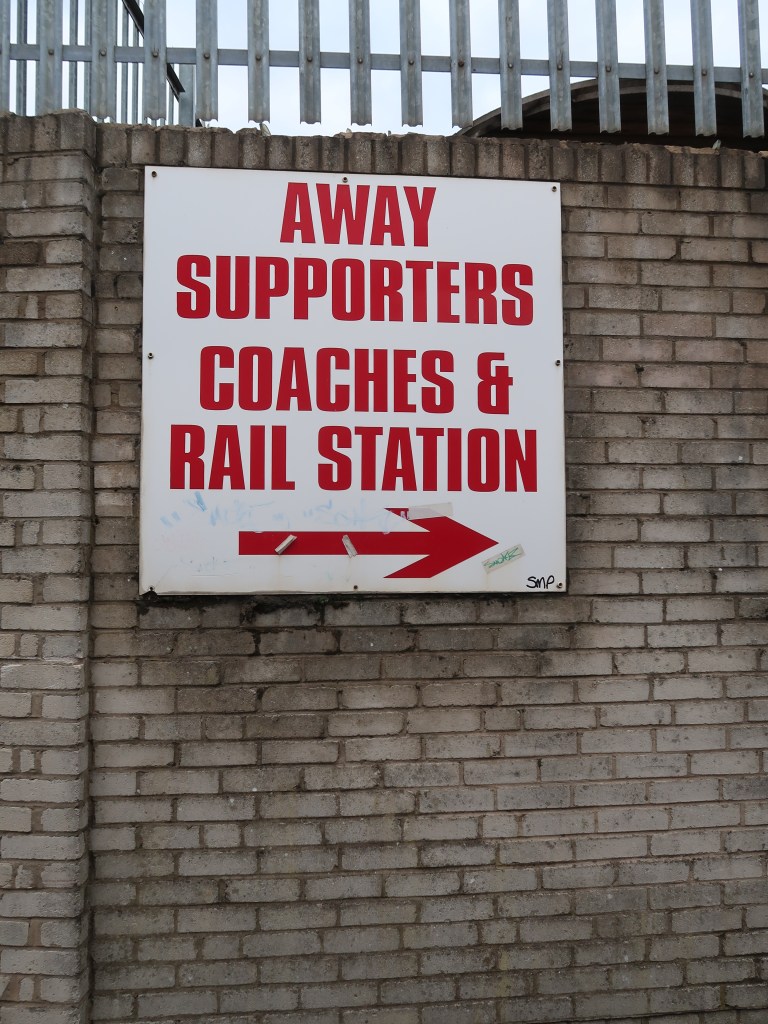 AWAY
SUPPORTERS
COACHES &
RAIL STATION
SMP